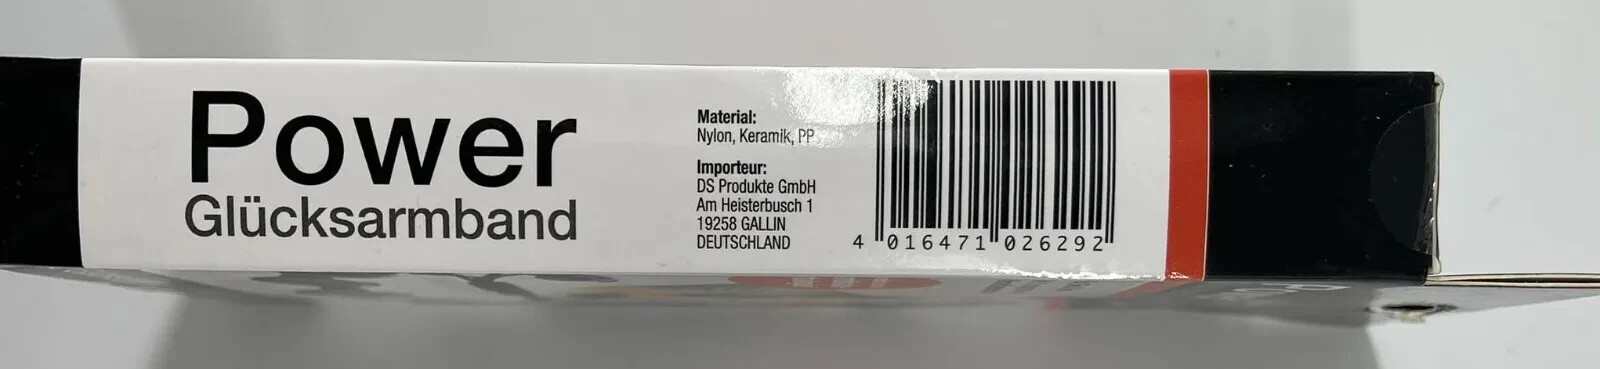 Power
Glücksarmband
Material:
Nylon, Keramik, PP
Importeur:
DS Produkte GmbH
Am Heisterbusch 1
19258 GALLIN
DEUTSCHLAND
4 016471 026292